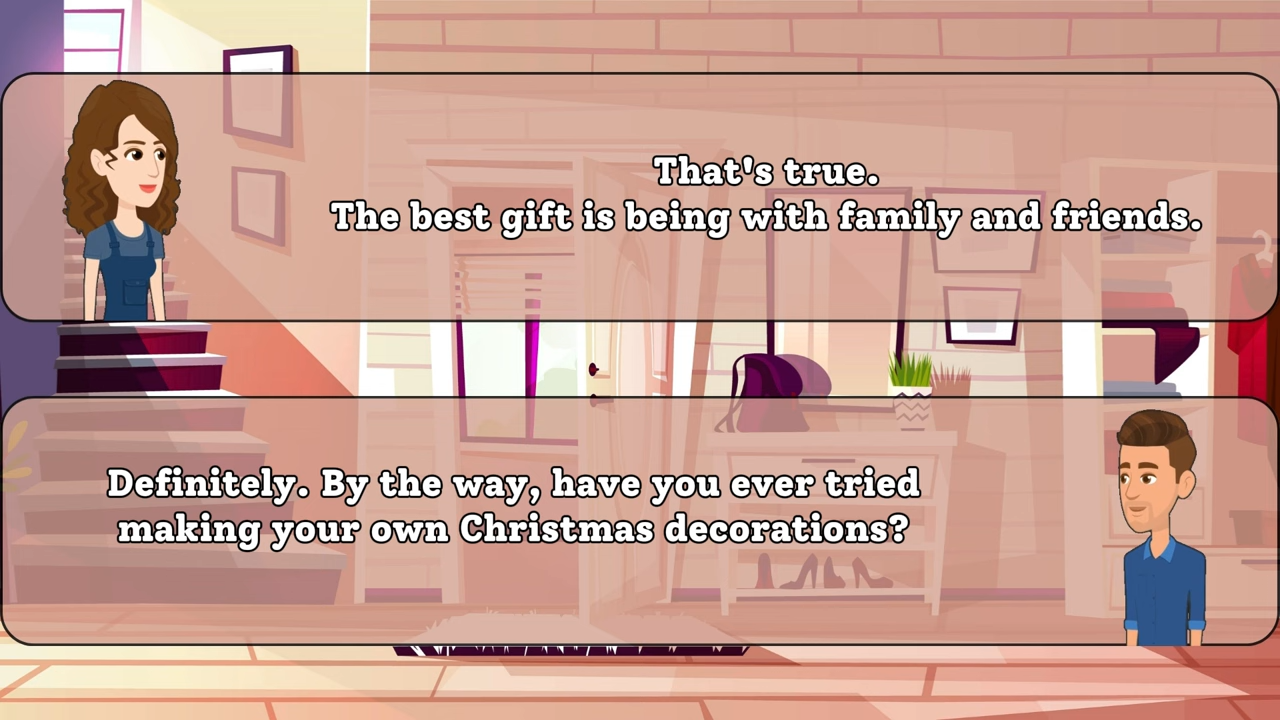 That's true.
The best gift is being with family and friends.
Definitely. By the way, have you ever tried
making your own Christmas decorations?